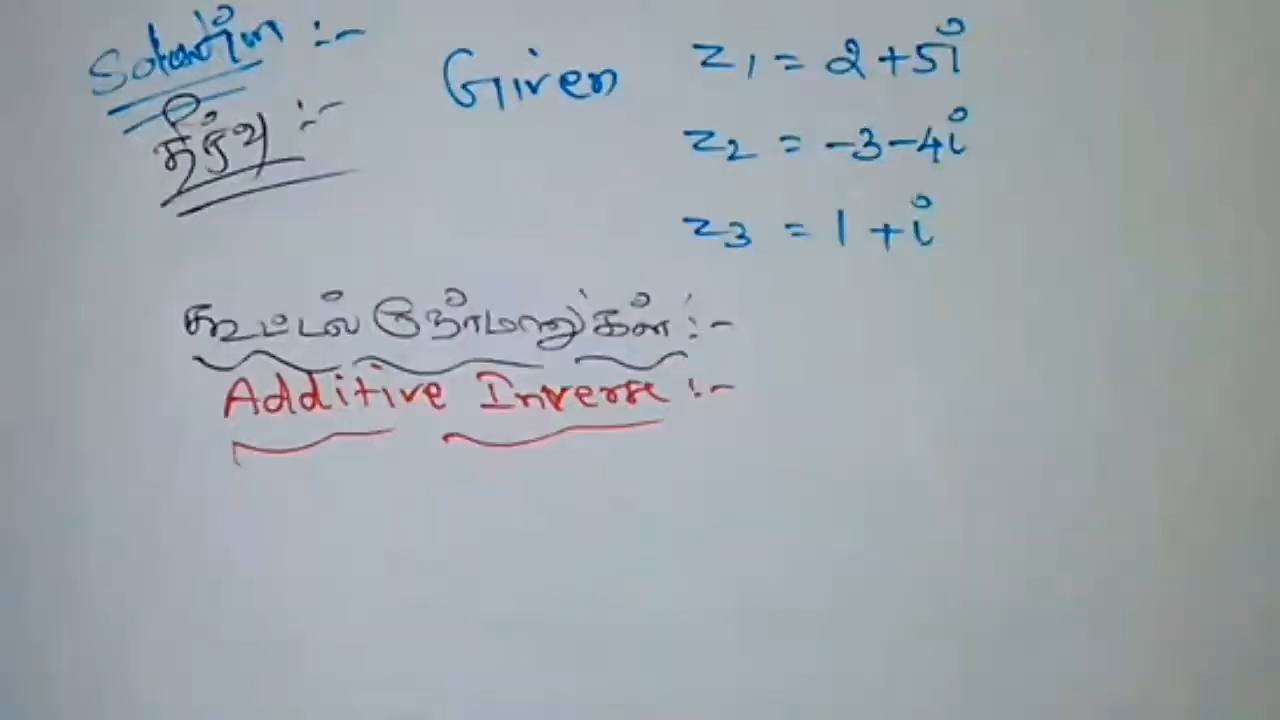 Solution :-
தீர்வு :-
Given z1 = 2+5i
z2 = -3-4i
z3 = 1+i
கூட்டல் நேர்மாறுகள் :-
Additive Inverse :-